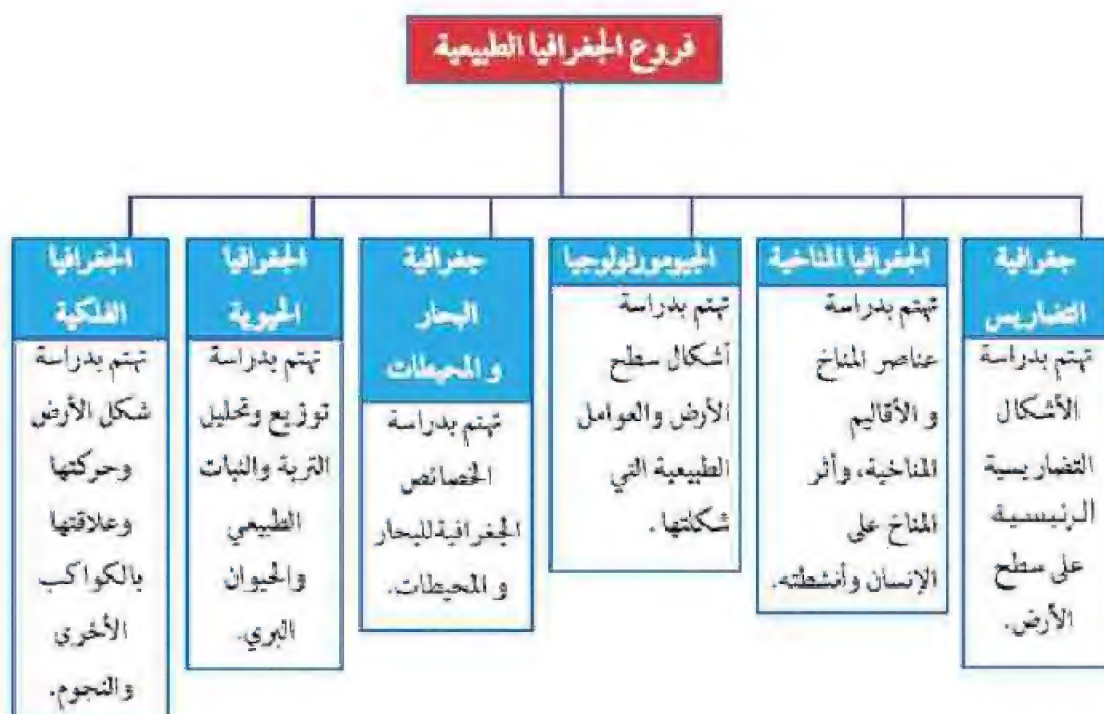 فروع الجغرافيا الطبيعية
جغرافية
التضاريس
تهتم بدراسة
الأشكال
التضاريسية
الرئيسية
على سطح
الأرض.
الجغرافيا المناخية
تهتم بدراسة
عناصر المناخ
و الأقاليم
المناخية، وأثر
المناخ على
الإنسان وأنشطته.
الجيومورفولوجيا
تهتم بدراسة
أشكال سطح
الأرض والعوامل
الطبيعية التي
شكلتها.
جغرافية
البحار
و المحيطات
تهتم بدراسة
الخصائص
الجغرافية للبحار
و المحيطات.
الجغرافيا
الحيوية
تهتم بدراسة
توزيع وتحليل
التربة والنبات
الطبيعي
والحيوان
البري.
الجغرافيا
الفلكية
تهتم بدراسة
شكل الأرض
وحركتها
وعلاقتها
بالكواكب
الأخرى
والنجوم.